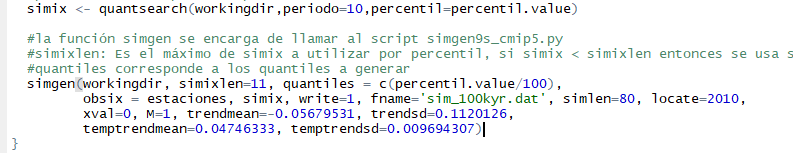 simix <- quantsearch(workingdir,periodo=10,percentil=percentil.value)
#la función simgen se encarga de llamar al script simgen9s_cmip5.py
#simixlen: Es el máximo de simix a utilizar por percentil, si simix < simixlen entonces se usa s
#quantiles corresponde a los quantiles a generar
simgen(workingdir, simixlen=11, quantiles = c(percentil.value/100),
obsix = estaciones, simix, write=1, fname='sim_100kyr.dat', simlen=80, locate=2010,
xval=0, M=1, trendmean=-0.05679531, trendsd=0.1120126,
temptrendmean=0.04746333, temptrendsd=0.009694307)
}